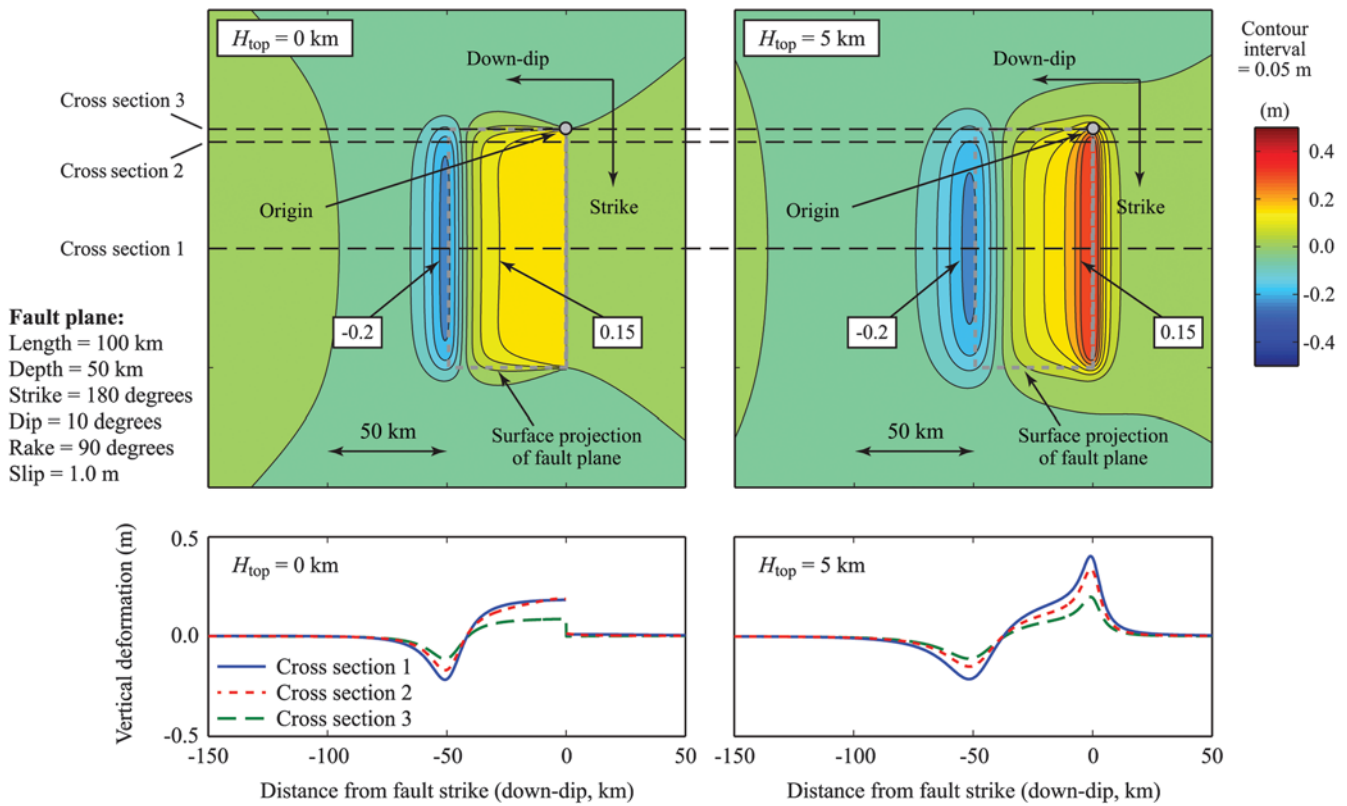 H_top = 0 km
H_top = 5 km
Contour
interval
= 0.05 m
(m)
Down-dip
Down-dip
Cross section 3
Cross section 2
Origin
Strike
Origin
Strike
Cross section 1
0.4
0.2
0.0
-0.2
-0.4
Fault plane:
Length = 100 km
Depth = 50 km
Strike = 180 degrees
Dip = 10 degrees
Rake = 90 degrees
Slip = 1.0 m
-0.2
0.15
-0.2
0.15
50 km
Surface projection
of fault plane
50 km
Surface projection
of fault plane
Vertical deformation (m)
0.5
0.0
-0.5
H_top = 0 km
H_top = 5 km
Cross section 1
Cross section 2
Cross section 3
-150
-100
-50
0
50
-150
-100
-50
0
50
Distance from fault strike (down-dip, km)
Distance from fault strike (down-dip, km)